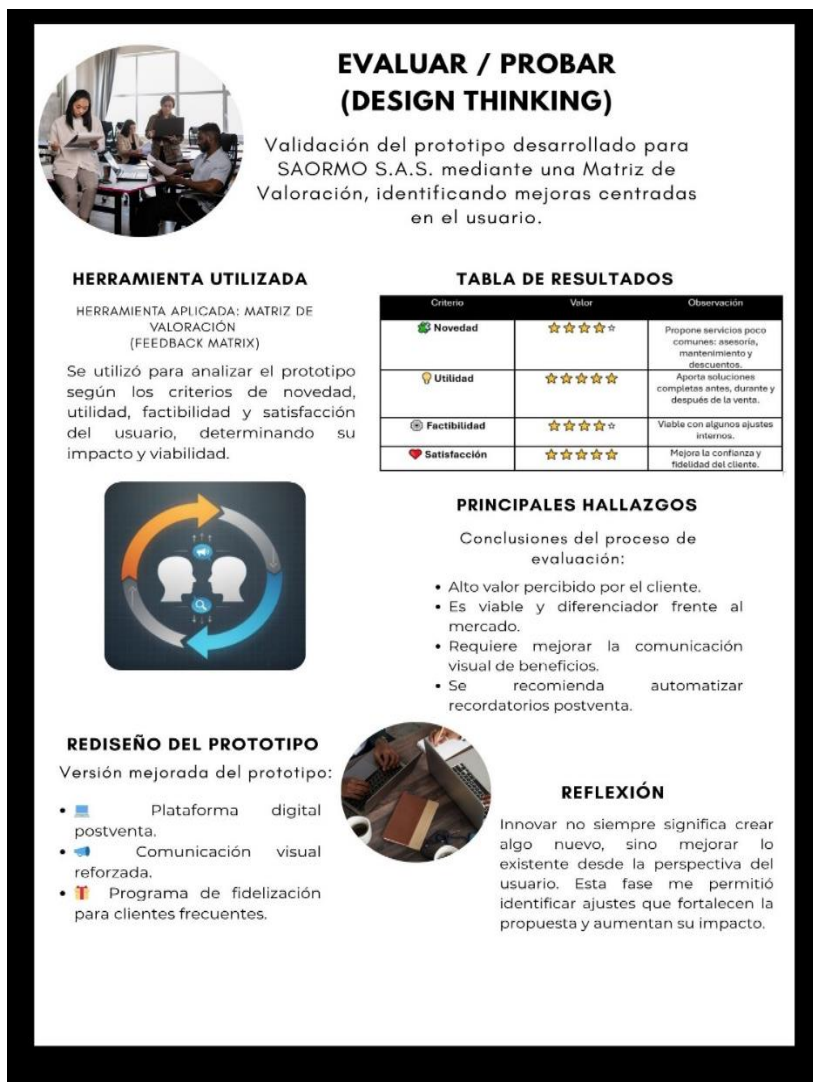 EVALUAR / PROBAR
(DESIGN THINKING)
Validación del prototipo desarrollado para
SAORMO S.A.S. mediante una Matriz de
Valoración, identificando mejoras centradas
en el usuario.
HERRAMIENTA UTILIZADA
HERRAMIENTA APLICADA: MATRIZ DE
VALORACIÓN
(FEEDBACK MATRIX)
Se utilizó para analizar el prototipo
según los criterios de novedad,
utilidad, factibilidad y satisfacción
del usuario, determinando su
impacto y viabilidad.
TABLA DE RESULTADOS
Criterio Valor Observación
Novedad
Propone servicios poco
comunes: asesoría,
mantenimiento y
descuentos.
Utilidad
Aporta soluciones
completas antes, durante y
después de la venta.
Factibilidad
Viable con algunos ajustes
internos.
Satisfacción
Mejora la confianza y
fidelidad del cliente.
PRINCIPALES HALLAZGOS
Conclusiones del proceso de
evaluación:
• Alto valor percibido por el cliente.
• Es viable y diferenciador frente al
mercado.
• Requiere mejorar la comunicación
visual de beneficios.
• Se recomienda automatizar
recordatorios postventa.
REDISEÑO DEL PROTOTIPO
Versión mejorada del prototipo:
• Plataforma digital
postventa.
• Comunicación visual
reforzada.
• Programa de fidelización
para clientes frecuentes.
REFLEXIÓN
Innovar no siempre significa crear
algo nuevo, sino mejorar lo
existente desde la perspectiva del
usuario. Esta fase me permitió
identificar ajustes que fortalecen la
propuesta y aumentan su impacto.